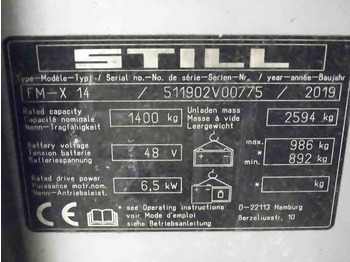 STILL
Type-Modèle-Typ / Serial no.-No. de série-Serien-Nr. / year-année-Baujahr
FM-X 14 / 511902V00775 / 2019
Rated capacity
Capacité nominale
Nenn-Tragfähigkeit
1400 kg
Unladen mass
Masse à vide
Leergewicht
2594 kg
Battery voltage
Tension batterie
Batteriespannung
48 V
max. 986 kg
*
min. 892 kg
Rated drive power
Puissance motr.nom.
Nenn-Antriebsleist.
6,5 kW
* kg
CE
* see Operating instructions
voir Mode d'emploi
siehe Betriebsanleitung
D-22113 Hamburg
Berzeliusstr. 10